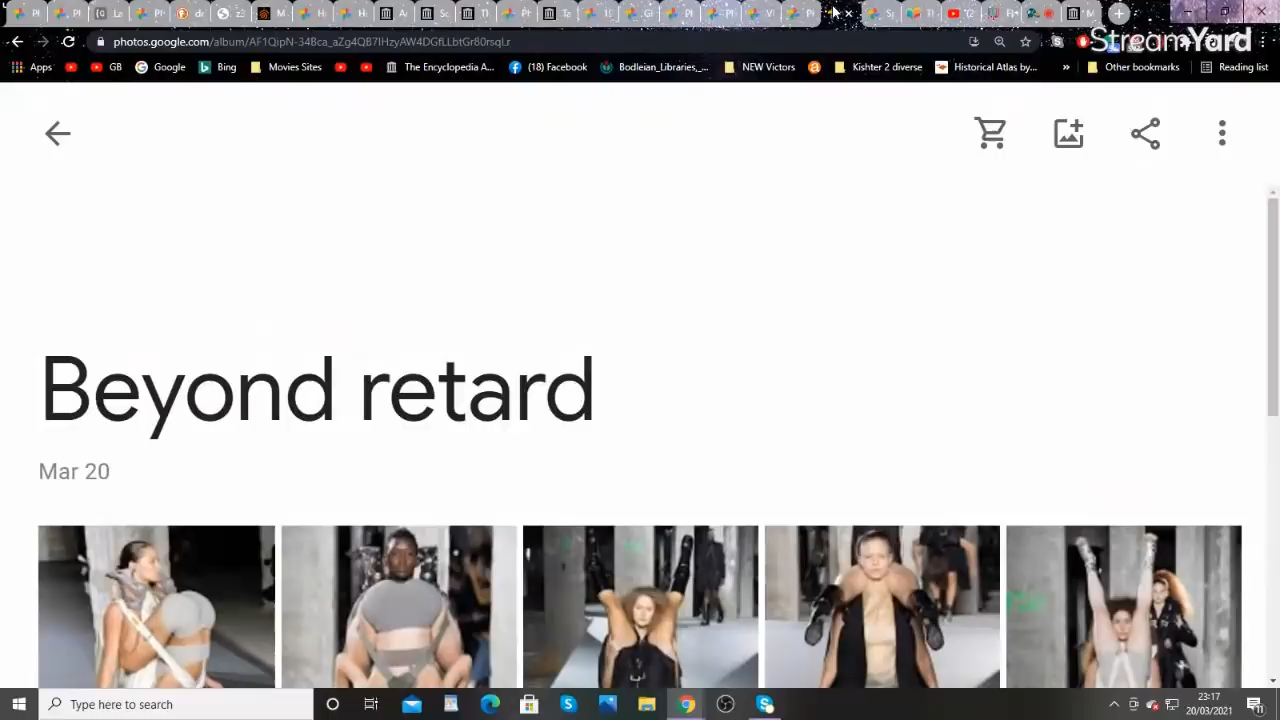 photos.google.com/album/AF1QipN-34Bca_aZg4QB7IHzyAW4DGfLLbtGr80rsqLr
StreamYard
Apps
GB
Google
Bing
Movies Sites
The Encyclopedia A...
(18) Facebook
Bodleian_Libraries,_...
NEW Victors
Kishter 2 diverse
Historical Atlas by...
»
Other bookmarks
Reading list
Beyond retard
Mar 20
Type here to search
23:17
20/03/2021